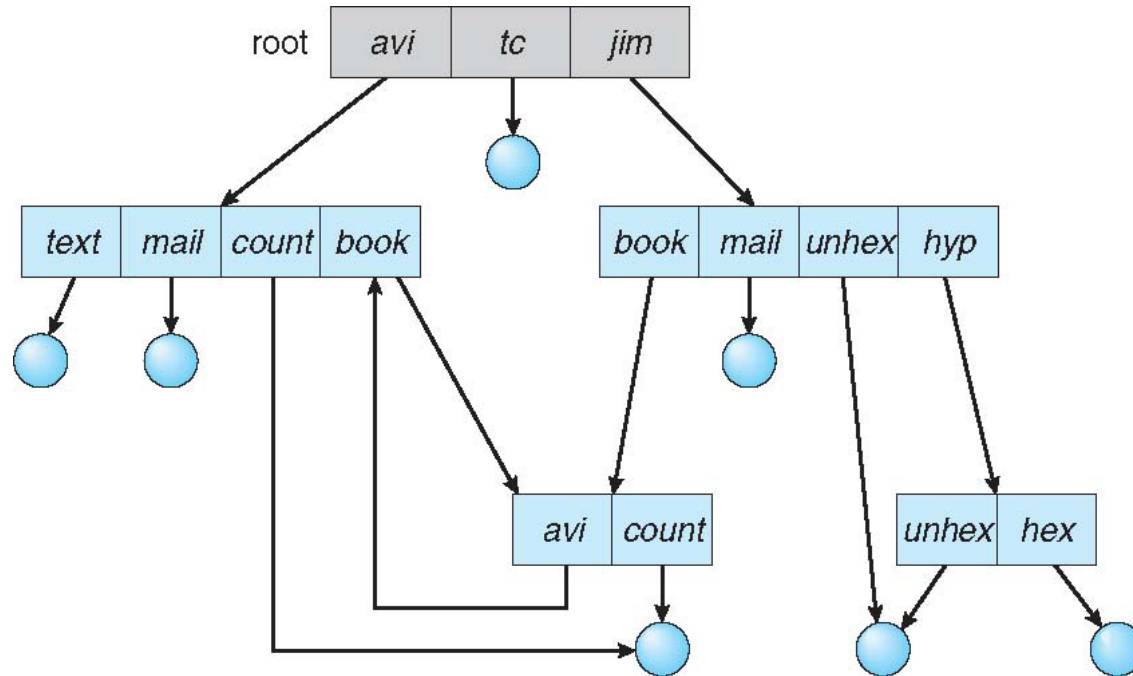 root avi tc jim
text mail count book book mail unhex hyp
avi count unhex hex